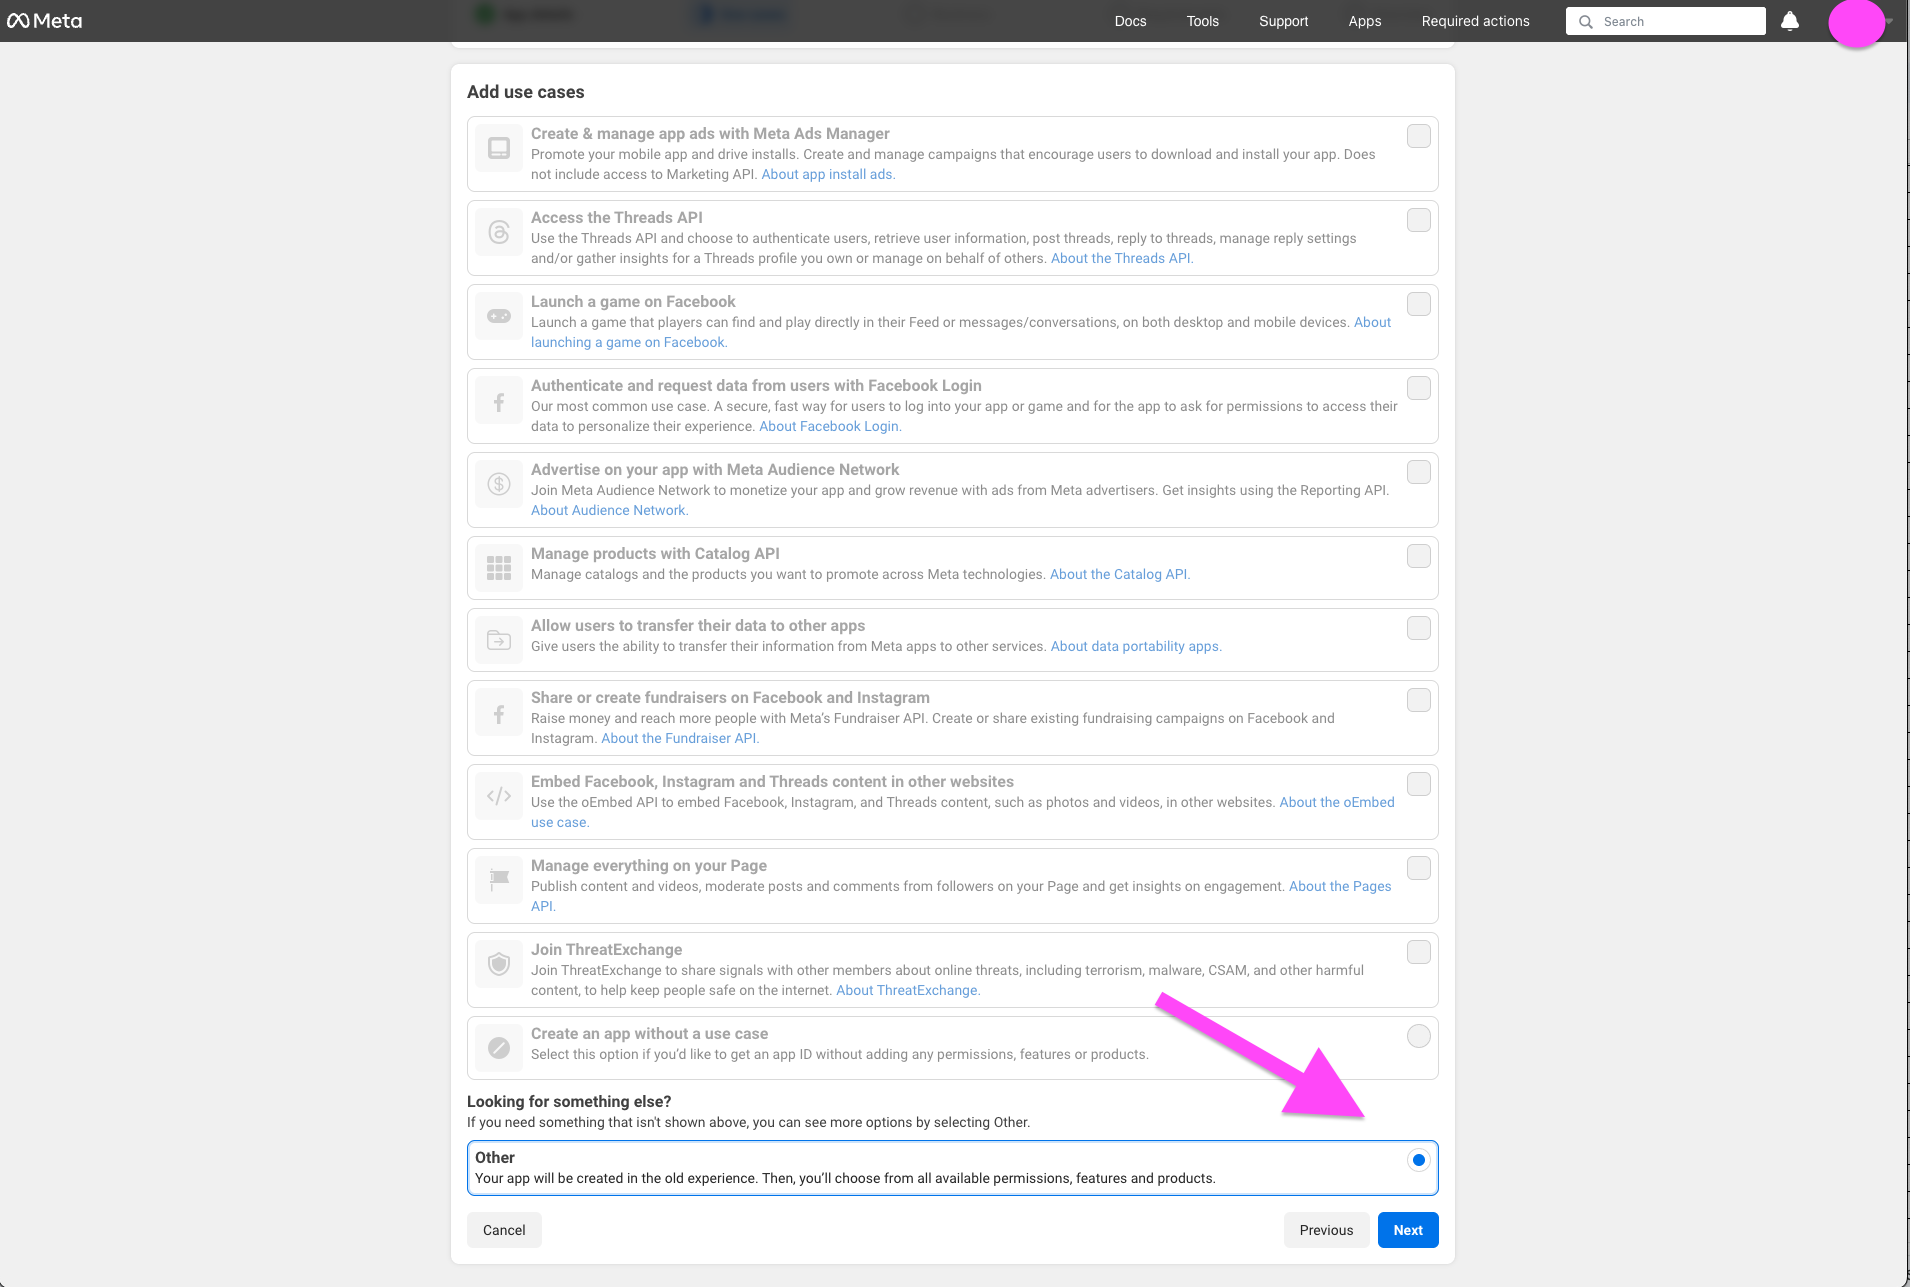 Meta
Docs
Tools
Support
Apps
Required actions
Search
Add use cases
Create & manage app ads with Meta Ads Manager
Promote your mobile app and drive installs. Create and manage campaigns that encourage users to download and install your app. Does
not include access to Marketing API. About app install ads.
Access the Threads API
Use the Threads API and choose to authenticate users, retrieve user information, post threads, reply to threads, manage reply settings
and/or gather insights for a Threads profile you own or manage on behalf of others. About the Threads API.
Launch a game on Facebook
Launch a game that players can find and play directly in their Feed or messages/conversations, on both desktop and mobile devices. About
launching a game on Facebook.
Authenticate and request data from users with Facebook Login
Our most common use case. A secure, fast way for users to log into your app or game and for the app to ask for permissions to access their
data to personalize their experience. About Facebook Login.
Advertise on your app with Meta Audience Network
Join Meta Audience Network to monetize your app and grow revenue with ads from Meta advertisers. Get insights using the Reporting API.
About Audience Network.
Manage products with Catalog API
Manage catalogs and the products you want to promote across Meta technologies. About the Catalog API.
Allow users to transfer their data to other apps
Give users the ability to transfer their information from Meta apps to other services. About data portability apps.
Share or create fundraisers on Facebook and Instagram
Raise money and reach more people with Meta's Fundraiser API. Create or share existing fundraising campaigns on Facebook and
Instagram. About the Fundraiser API.
Embed Facebook, Instagram and Threads content in other websites
Use the oEmbed API to embed Facebook, Instagram, and Threads content, such as photos and videos, in other websites. About the oEmbed
use case.
Manage everything on your Page
Publish content and videos, moderate posts and comments from followers on your Page and get insights on engagement. About the Pages
API.
Join ThreatExchange
Join ThreatExchange to share signals with other members about online threats, including terrorism, malware, CSAM, and other harmful
content, to help keep people safe on the internet. About ThreatExchange.
Create an app without a use case
Select this option if you'd like to get an app ID without adding any permissions, features or products.
Looking for something else?
If you need something that isn't shown above, you can see more options by selecting Other.
Other
Your app will be created in the old experience. Then, you'll choose from all available permissions, features and products.
Cancel
Previous
Next